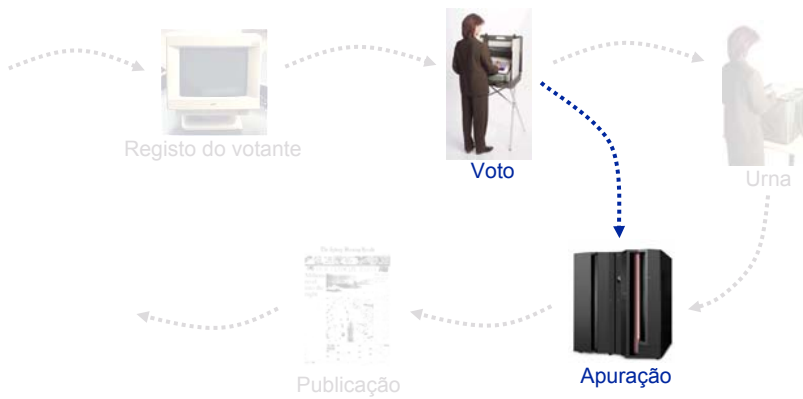 Registo do votante
Voto
Urna
Publicação
Apuração